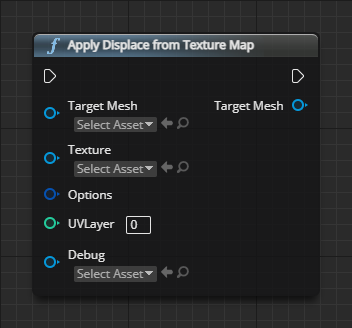 Apply Displace from Texture Map
Target Mesh Target Mesh
Select Asset
Texture
Select Asset
Options
UVLayer 0
Debug
Select Asset